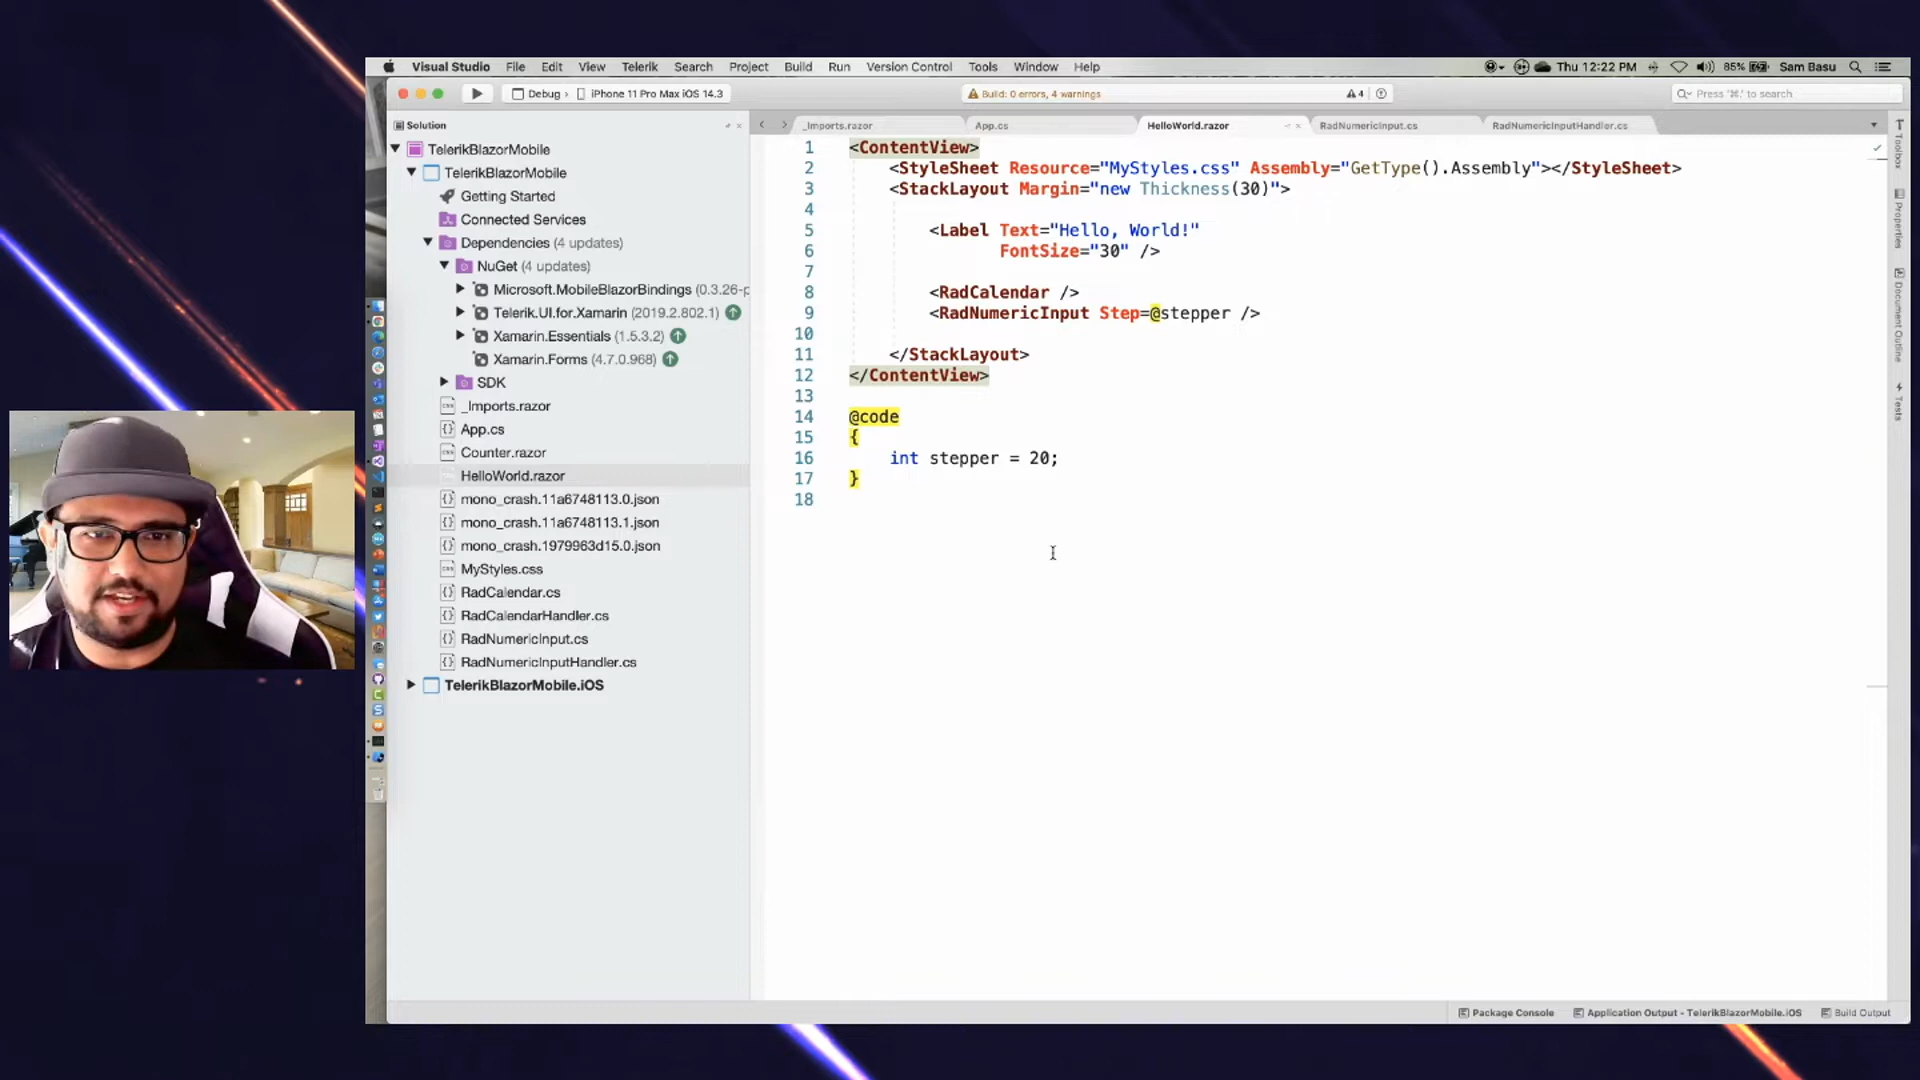 Visual Studio File Edit View Telerik Search Project Build Run Version Control Tools Window Help
Thu 12:22 PM 85% Sam Basu
Debug › iPhone 11 Pro Max iOS 14.3
Build: 0 errors, 4 warnings
4
Press '⌘.' to search
Solution
_Imports.razor App.cs HelloWorld.razor RadNumericInput.cs RadNumericInputHandler.cs
TelerikBlazorMobile
TelerikBlazorMobile
Getting Started
Connected Services
Dependencies (4 updates)
NuGet (4 updates)
Microsoft.MobileBlazorBindings (0.3.26-p
Telerik.UI.for.Xamarin (2019.2.802.1)
Xamarin.Essentials (1.5.3.2)
Xamarin.Forms (4.7.0.968)
SDK
_Imports.razor
App.cs
Counter.razor
HelloWorld.razor
mono_crash.11a6748113.0.json
mono_crash.11a6748113.1.json
mono_crash.1979963d15.0.json
MyStyles.css
RadCalendar.cs
RadCalendarHandler.cs
RadNumericInput.cs
RadNumericInputHandler.cs
TelerikBlazorMobile.iOS
1 <ContentView>
2 <StyleSheet Resource="MyStyles.css" Assembly="GetType().Assembly"></StyleSheet>
3 <StackLayout Margin="new Thickness(30)">
4
5 <Label Text="Hello, World!"
6 FontSize="30" />
7
8 <RadCalendar />
9 <RadNumericInput Step=@stepper />
10
11 </StackLayout>
12 </ContentView>
13
14 @code
15 {
16 int stepper = 20;
17 }
18
Toolbox
Properties
Document Outline
Tests
Package Console Application Output - TelerikBlazorMobile.iOS Build Output